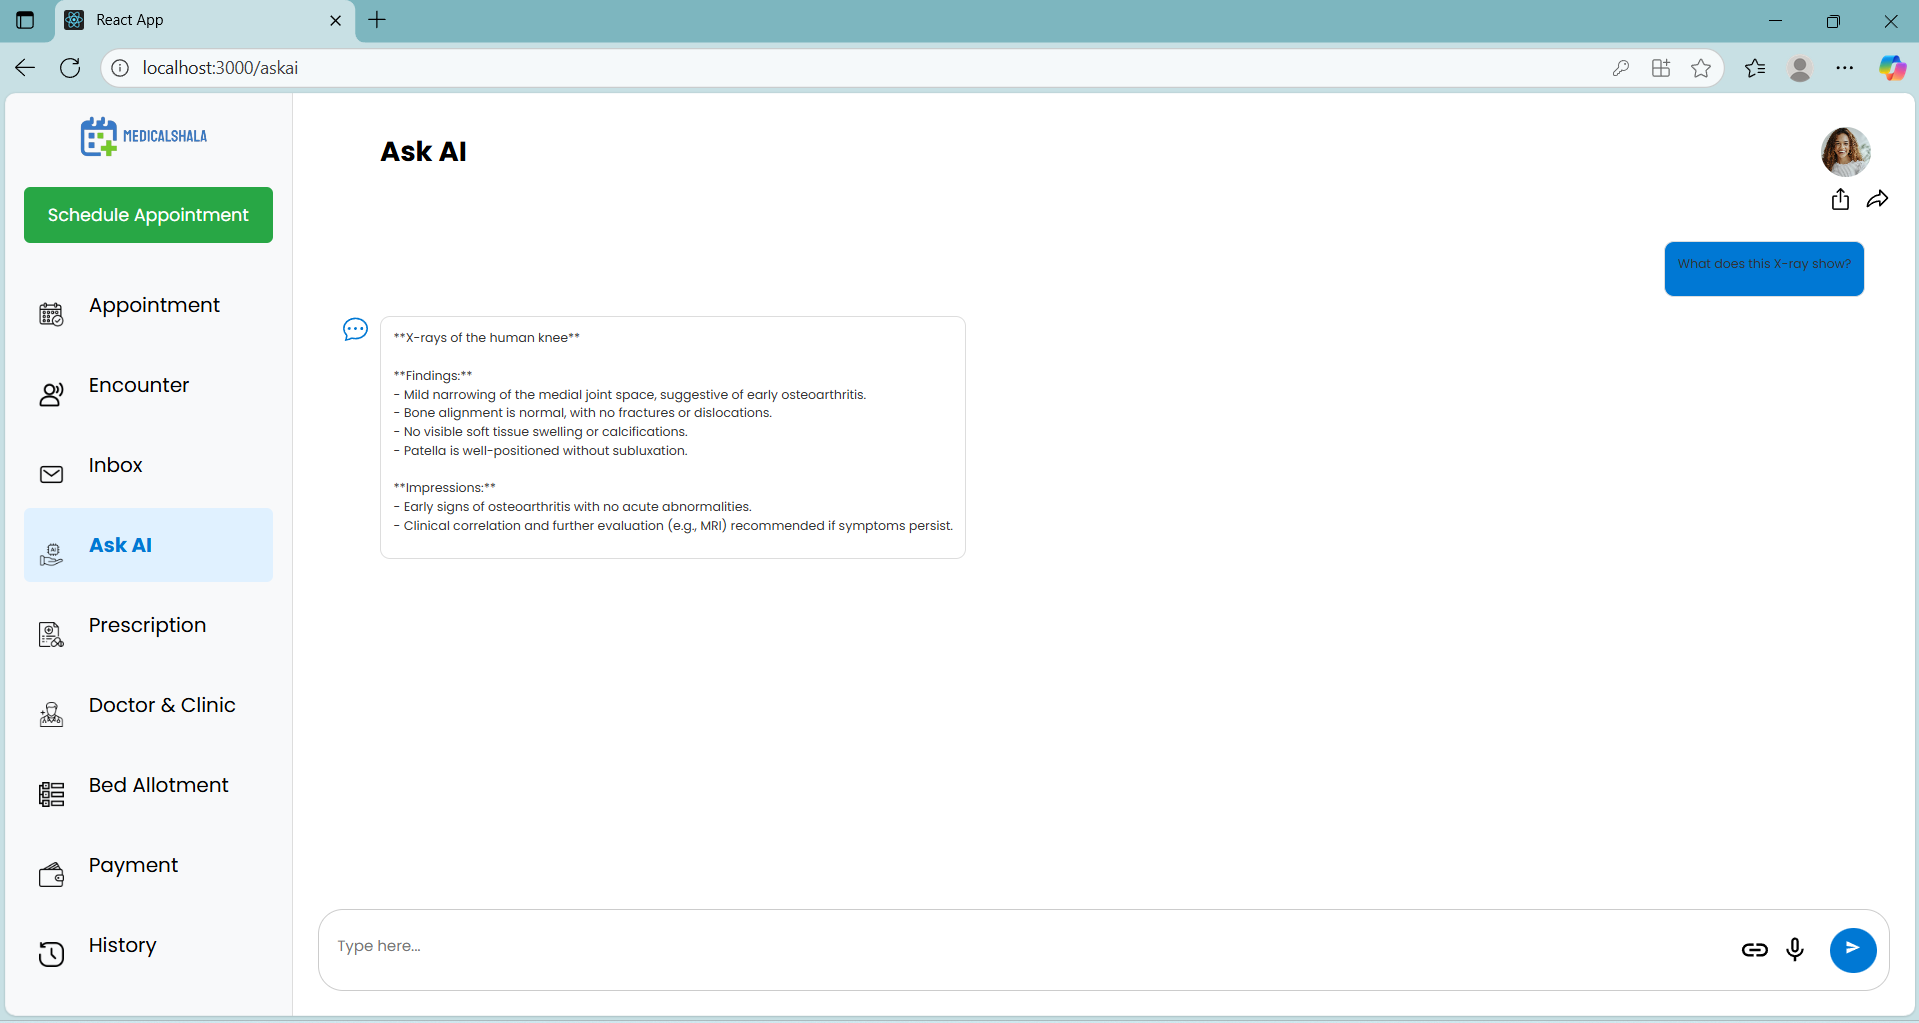 React App
localhost:3000/askai
MEDICALSHALA
Schedule Appointment
Appointment
Encounter
Inbox
Ask AI
Prescription
Doctor & Clinic
Bed Allotment
Payment
History
Ask AI
What does this X-ray show?
**X-rays of the human knee**
**Findings:**
- Mild narrowing of the medial joint space, suggestive of early osteoarthritis.
- Bone alignment is normal, with no fractures or dislocations.
- No visible soft tissue swelling or calcifications.
- Patella is well-positioned without subluxation.
**Impressions:**
- Early signs of osteoarthritis with no acute abnormalities.
- Clinical correlation and further evaluation (e.g., MRI) recommended if symptoms persist.
Type here...